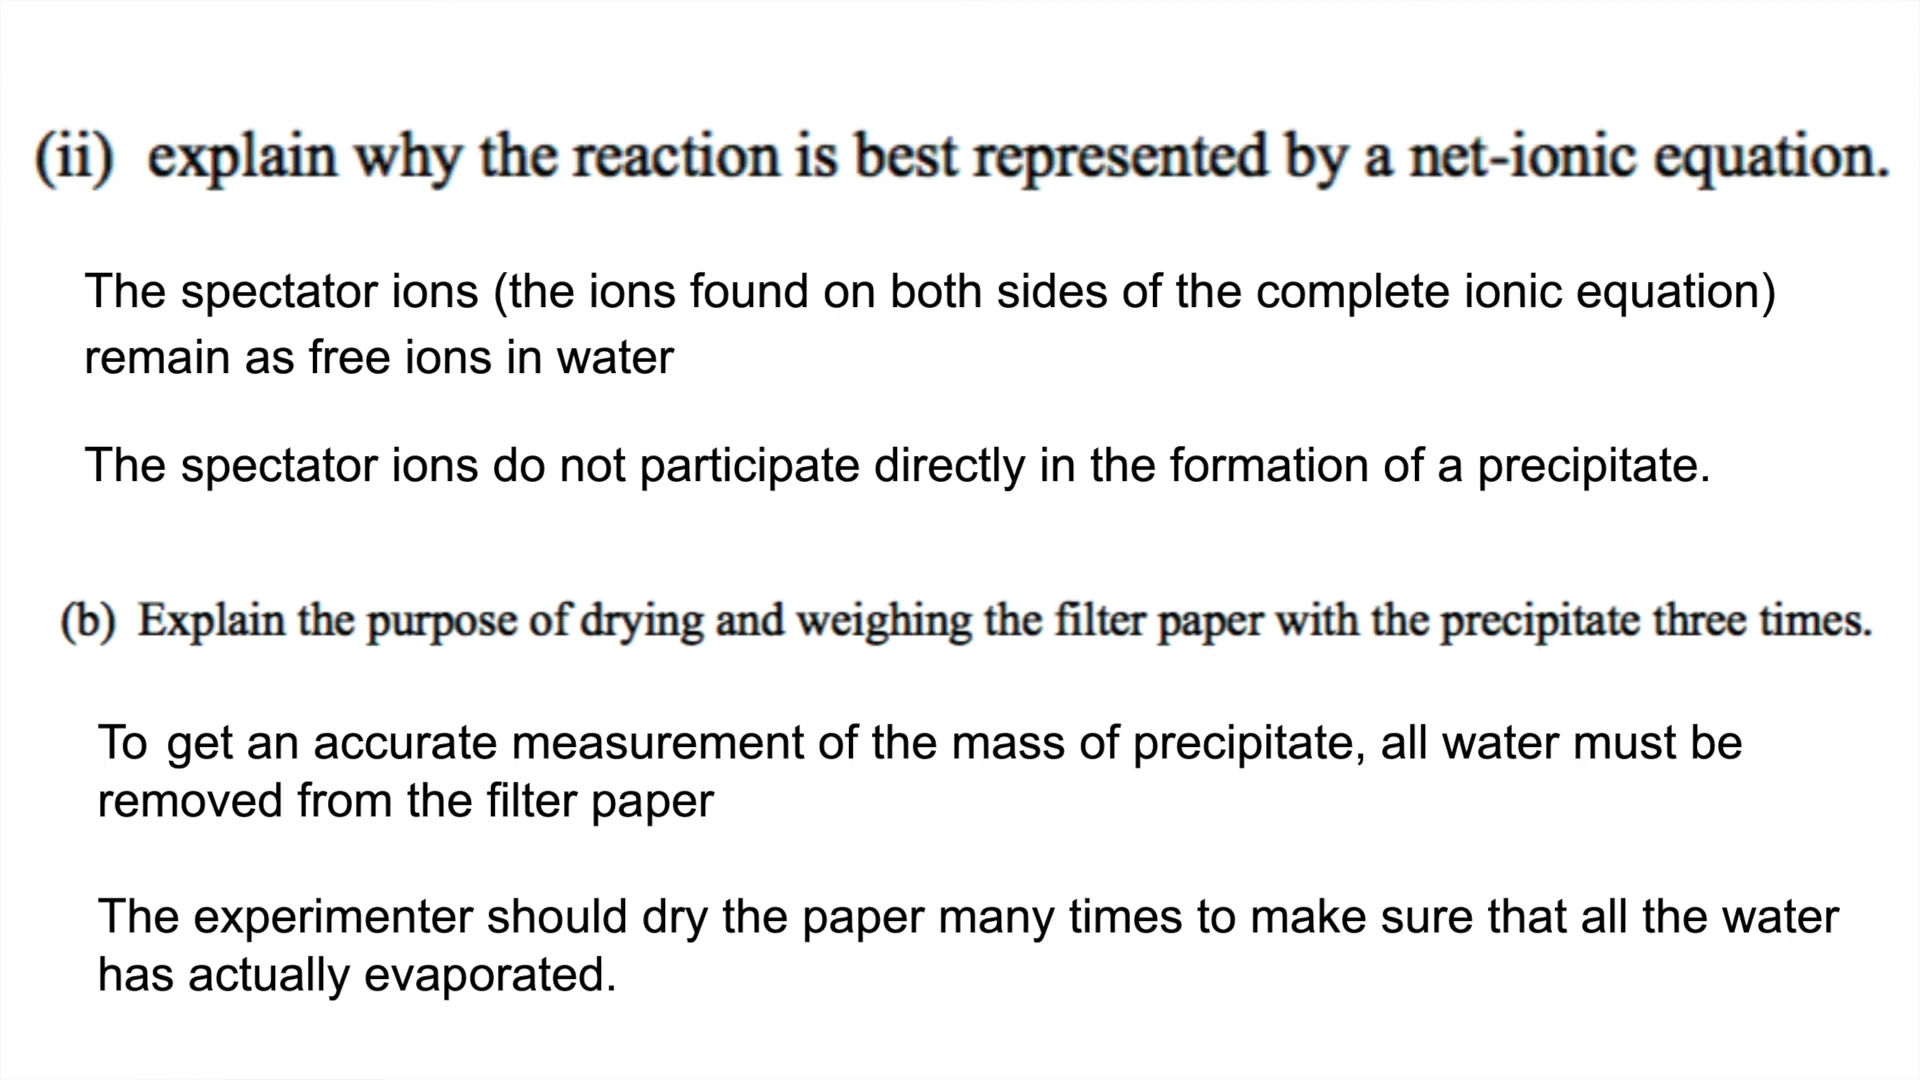 (ii) explain why the reaction is best represented by a net-ionic equation.
The spectator ions (the ions found on both sides of the complete ionic equation)
remain as free ions in water
The spectator ions do not participate directly in the formation of a precipitate.
(b) Explain the purpose of drying and weighing the filter paper with the precipitate three times.
To get an accurate measurement of the mass of precipitate, all water must be
removed from the filter paper
The experimenter should dry the paper many times to make sure that all the water
has actually evaporated.